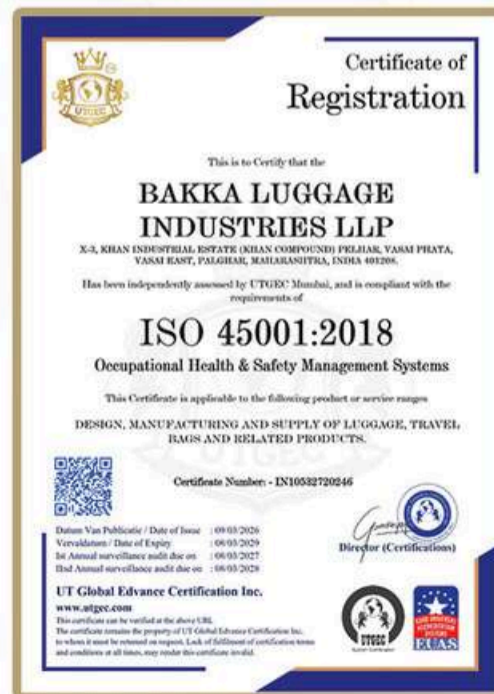 UTGEC
Certificate of
Registration
This is to Certify that the
BAKKA LUGGAGE
INDUSTRIES LLP
X-3, KHAN INDUSTRIAL ESTATE (KHAN COMPOUND) PELHAR, VASAI PHATA,
VASAI EAST, PALGHAR, MAHARASHTRA, INDIA 401208.
Has been independently assessed by UTGEC Mumbai, and is compliant with the
requirements of
ISO 45001:2018
Occupational Health & Safety Management Systems
This Certificate is applicable to the following product or service ranges
DESIGN, MANUFACTURING AND SUPPLY OF LUGGAGE, TRAVEL
BAGS AND RELATED PRODUCTS.
UTGEC
Certificate Number: - IN10532720246
Datum Van Publicatie / Date of Issue : 09/03/2026
Vervaldatum / Date of Expiry : 08/03/2029
Ist Annual surveillance audit due on : 08/03/2027
IInd Annual surveillance audit due on : 08/03/2028
Director (Certifications)
UT Global Edvance Certification Inc.
www.utgec.com
This certificate can be verified at the above URL
The certificate remains the property of UT Global Edvance Certification Inc.
to whom it must be returned on request. Lack of fulfilment of certification terms
and conditions at all times, may render this certificate invalid.
UTGEC
EUAS